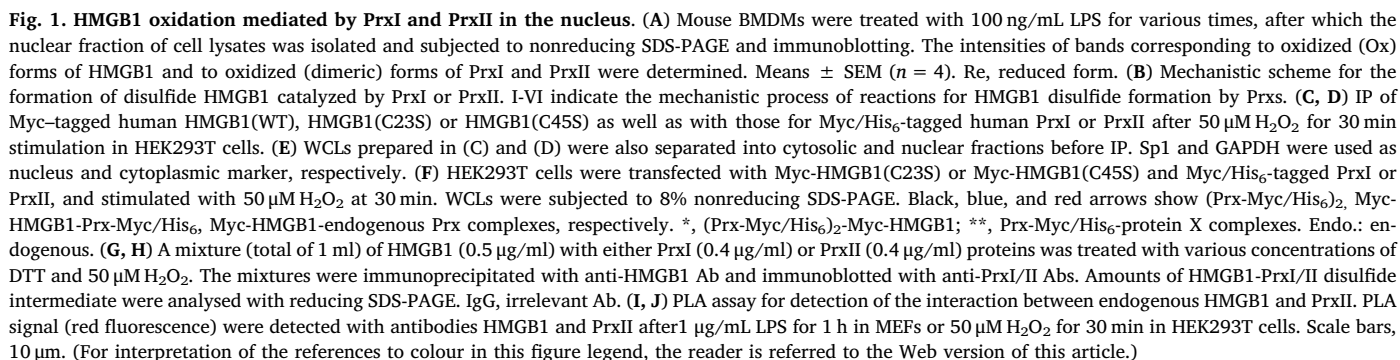 Fig. 1. HMGB1 oxidation mediated by PrxI and PrxII in the nucleus. (A) Mouse BMDMs were treated with 100 ng/mL LPS for various times, after which the
nuclear fraction of cell lysates was isolated and subjected to nonreducing SDS-PAGE and immunoblotting. The intensities of bands corresponding to oxidized (Ox)
forms of HMGB1 and to oxidized (dimeric) forms of PrxI and PrxII were determined. Means ± SEM (n = 4). Re, reduced form. (B) Mechanistic scheme for the
formation of disulfide HMGB1 catalyzed by PrxI or PrxII. I-VI indicate the mechanistic process of reactions for HMGB1 disulfide formation by Prxs. (C, D) IP of
Myc–tagged human HMGB1(WT), HMGB1(C23S) or HMGB1(C45S) as well as with those for Myc/His₆-tagged human PrxI or PrxII after 50 μM H₂O₂ for 30 min
stimulation in HEK293T cells. (E) WCLs prepared in (C) and (D) were also separated into cytosolic and nuclear fractions before IP. Sp1 and GAPDH were used as
nucleus and cytoplasmic marker, respectively. (F) HEK293T cells were transfected with Myc-HMGB1(C23S) or Myc-HMGB1(C45S) and Myc/His₆-tagged PrxI or
PrxII, and stimulated with 50 μM H₂O₂ at 30 min. WCLs were subjected to 8% nonreducing SDS-PAGE. Black, blue, and red arrows show (Prx-Myc/His₆)₂, Myc-
HMGB1-Prx-Myc/His₆, Myc-HMGB1-endogenous Prx complexes, respectively. *, (Prx-Myc/His₆)₂-Myc-HMGB1; **, Prx-Myc/His₆-protein X complexes. Endo.: en-
dogenous. (G, H) A mixture (total of 1 ml) of HMGB1 (0.5 μg/ml) with either PrxI (0.4 μg/ml) or PrxII (0.4 μg/ml) proteins was treated with various concentrations of
DTT and 50 μM H₂O₂. The mixtures were immunoprecipitated with anti-HMGB1 Ab and immunoblotted with anti-PrxI/II Abs. Amounts of HMGB1-PrxI/II disulfide
intermediate were analysed with reducing SDS-PAGE. IgG, irrelevant Ab. (I, J) PLA assay for detection of the interaction between endogenous HMGB1 and PrxII. PLA
signal (red fluorescence) were detected with antibodies HMGB1 and PrxII after1 μg/mL LPS for 1 h in MEFs or 50 μM H₂O₂ for 30 min in HEK293T cells. Scale bars,
10 μm. (For interpretation of the references to colour in this figure legend, the reader is referred to the Web version of this article.)